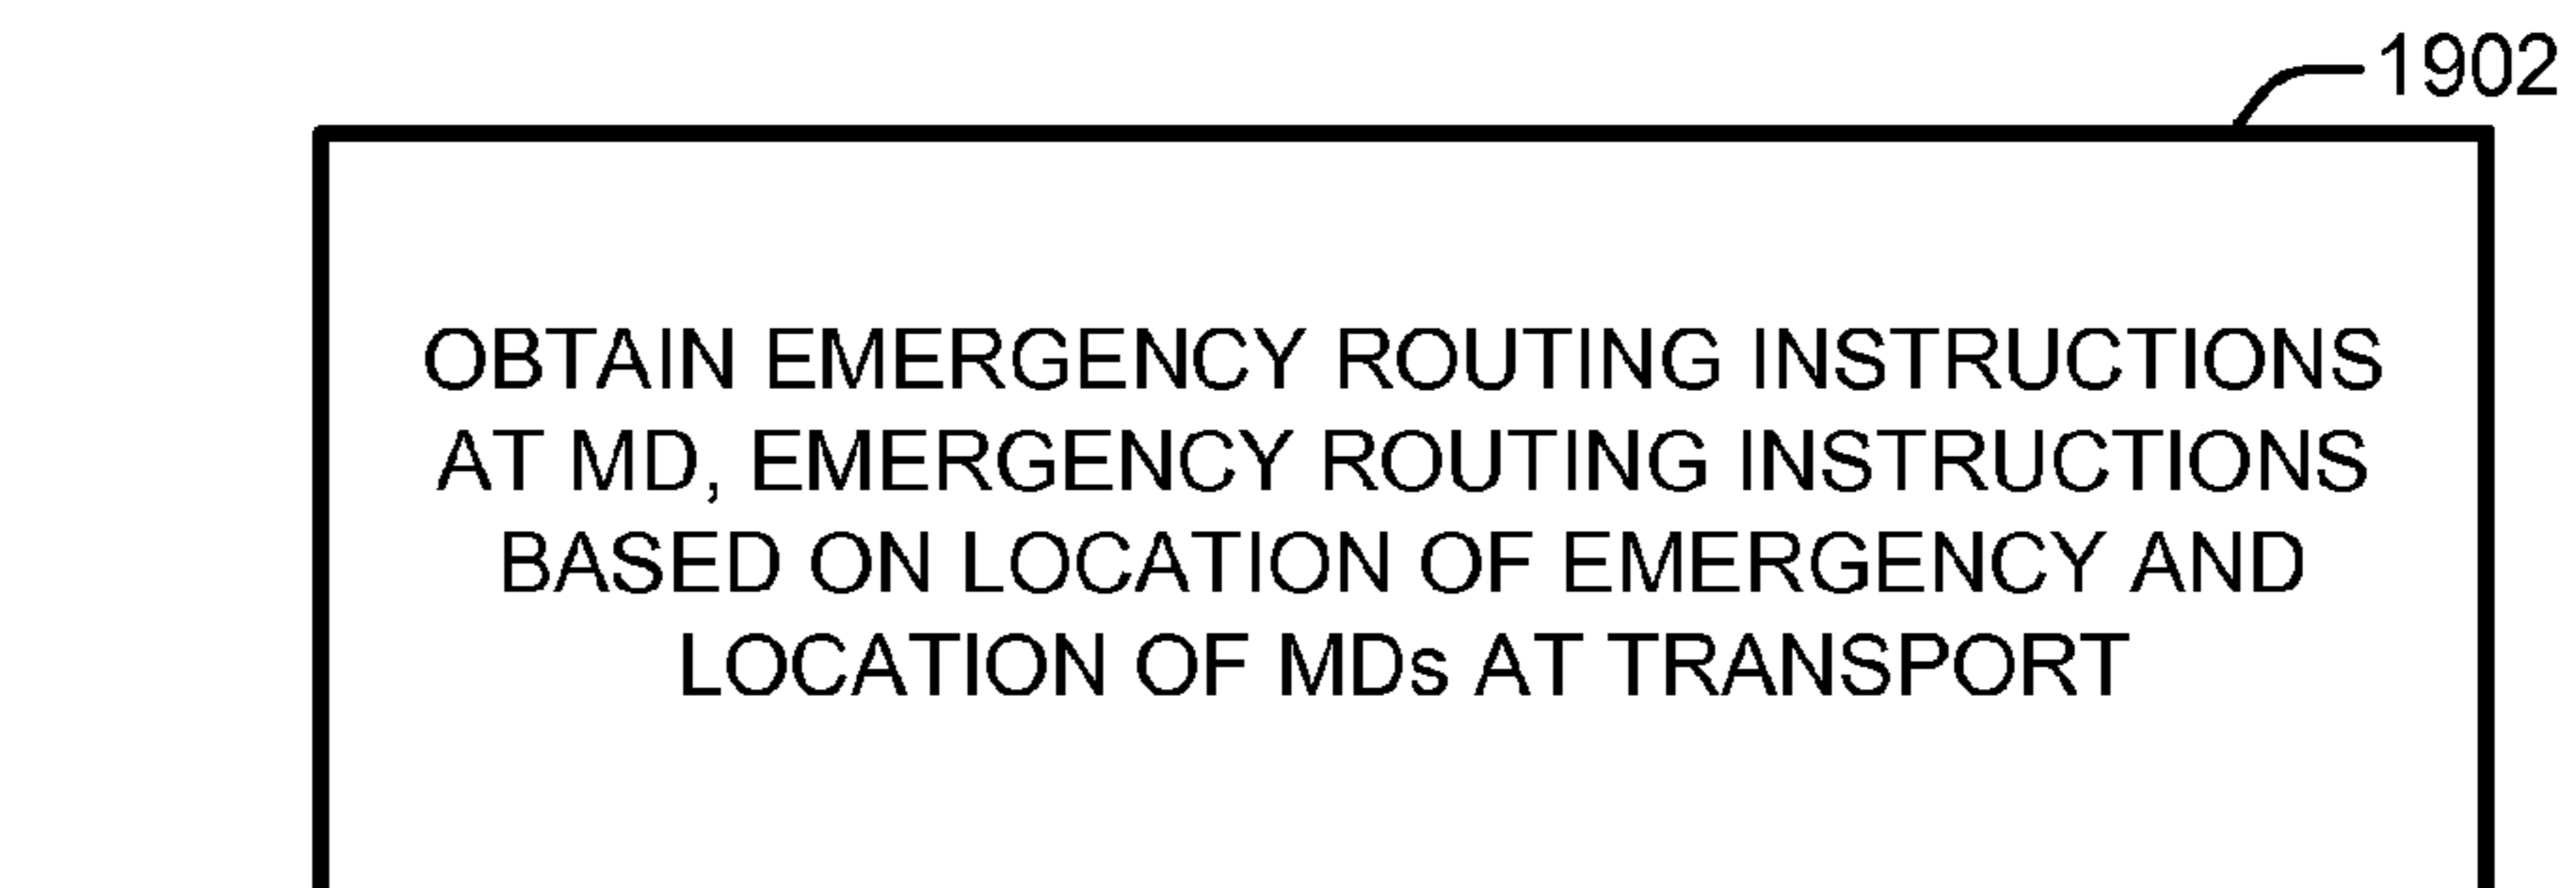 1902
OBTAIN EMERGENCY ROUTING INSTRUCTIONS
AT MD, EMERGENCY ROUTING INSTRUCTIONS
BASED ON LOCATION OF EMERGENCY AND
LOCATION OF MDs AT TRANSPORT